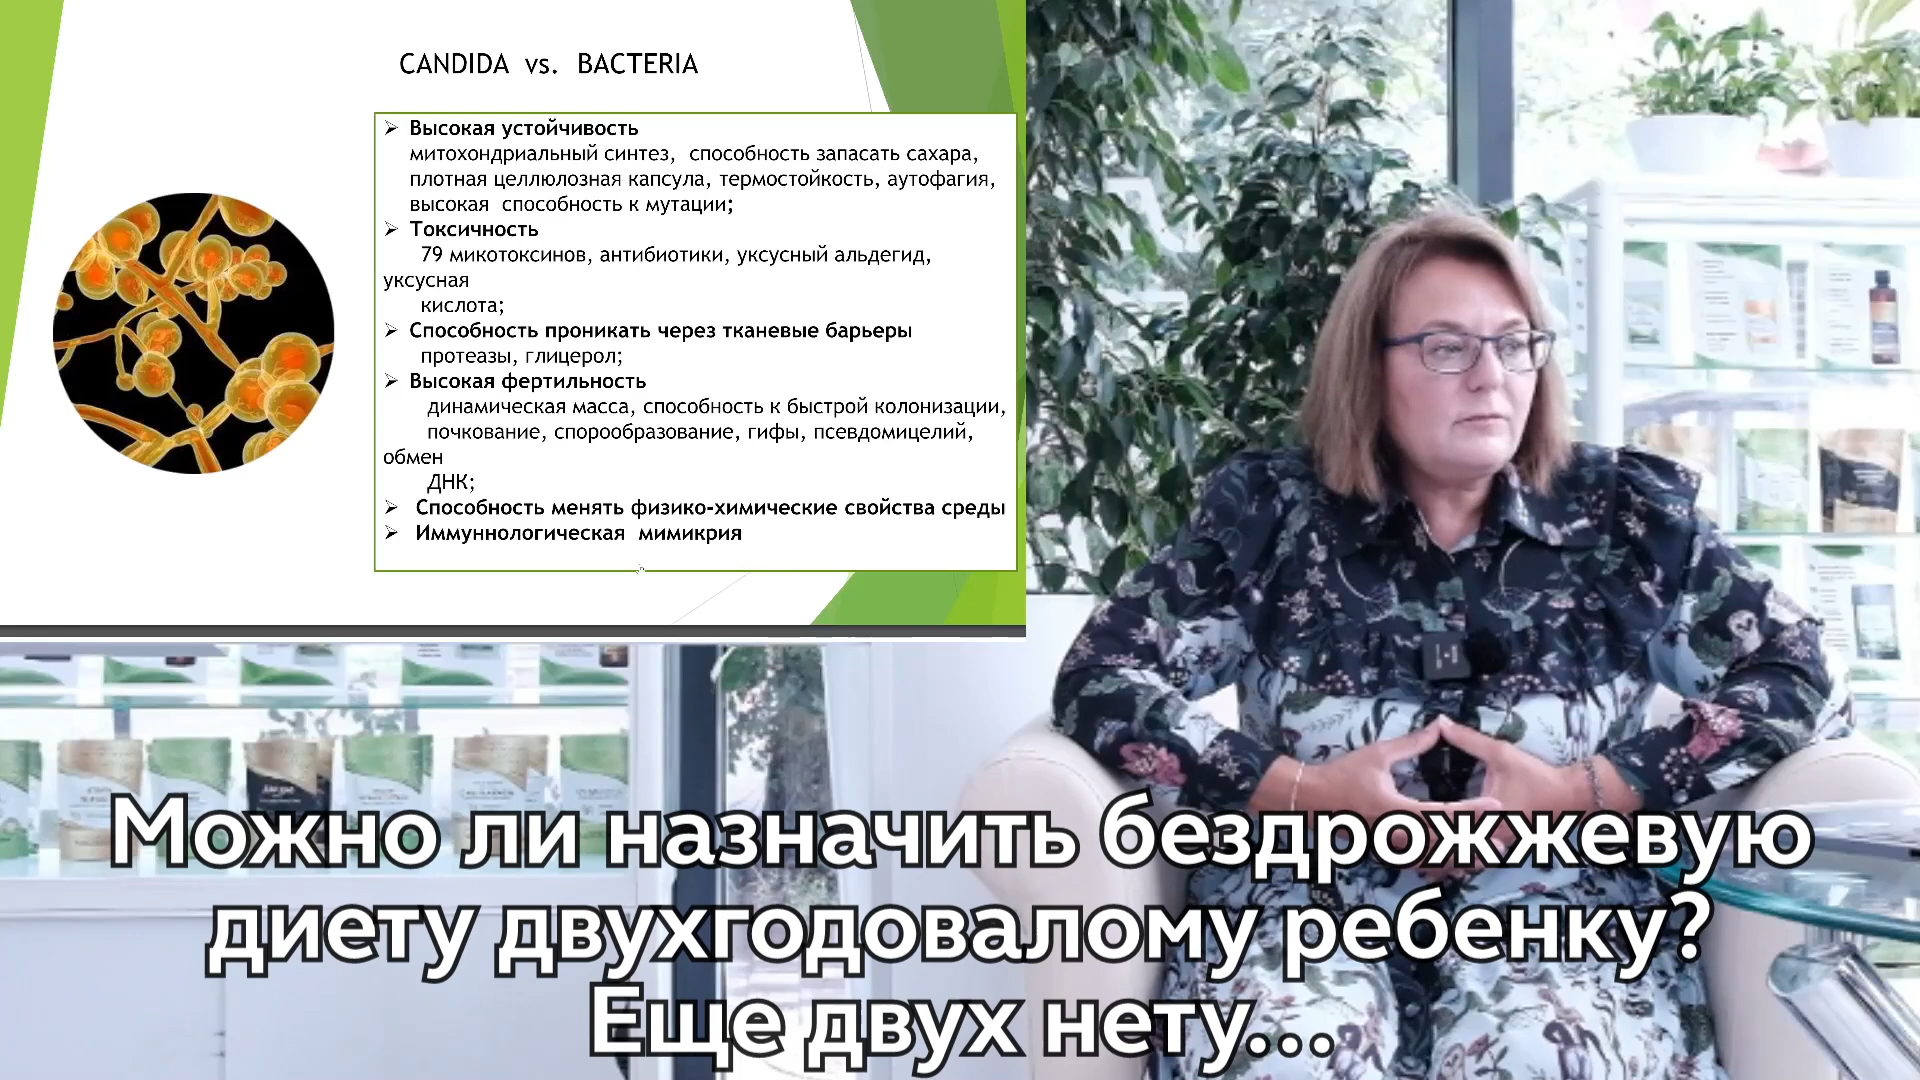 CANDIDA vs. BACTERIA
Высокая устойчивость
митохондриальный синтез, способность запасать сахара,
плотная целлюлозная капсула, термостойкость, аутофагия,
высокая способность к мутации;
Токсичность
79 микотоксинов, антибиотики, уксусный альдегид,
уксусная
кислота;
Способность проникать через тканевые барьеры
протеазы, глицерол;
Высокая фертильность
динамическая масса, способность к быстрой колонизации,
почкование, спорообразование, гифы, псевдомицелий,
обмен
ДНК;
Способность менять физико-химические свойства среды
Иммуннологическая мимикрия
Можно ли назначить бездрожжевую
диету двухгодовалому ребенку?
Еще двух нету...